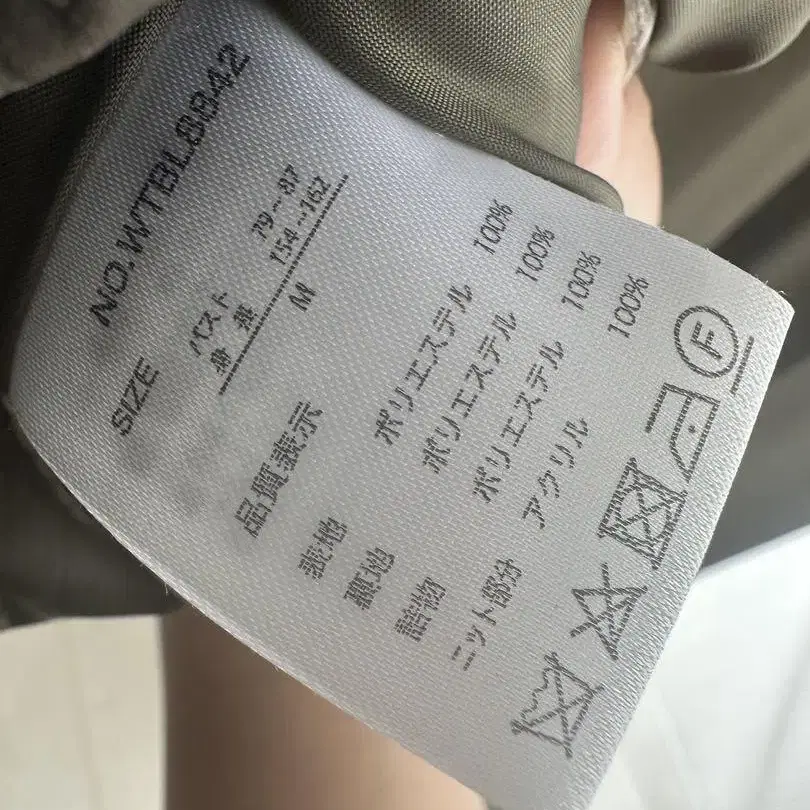 NO.WTBL8842
SIZE
バスト 79--87
身長 154--162
M
品質表示
表地 ポリエステル 100%
裏地 ポリエステル 100%
詰物 ポリエステル 100%
ニット部分 アクリル 100%
F